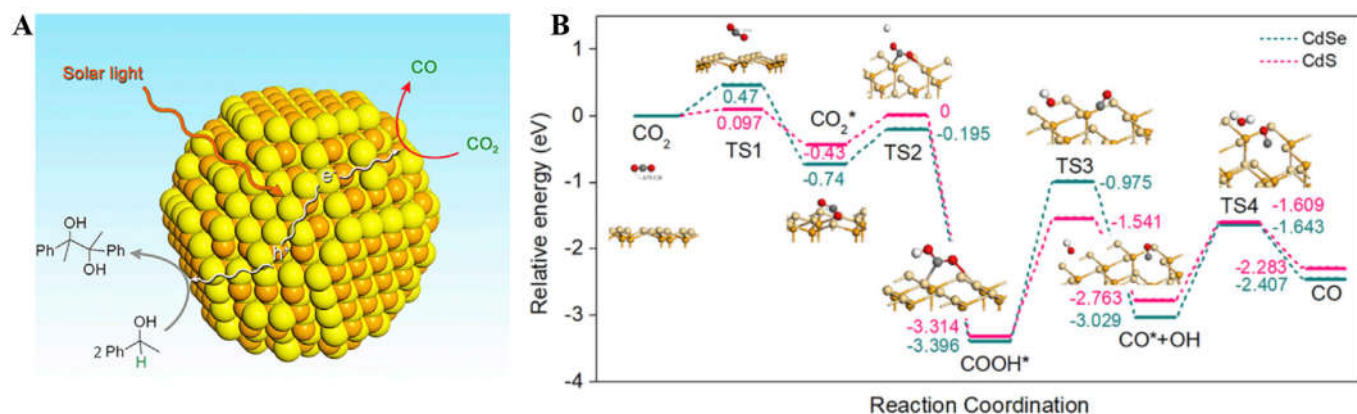 A
Solar light
CO
CO₂
e⁻
h⁺
OH
Ph
Ph
OH
OH
2 Ph
H
B
Relative energy (eV)
1
0
-1
-2
-3
-4
CdSe
CdS
CO₂
0.47
0.097
TS1
CO₂*
-0.43
-0.74
TS2
0
-0.195
-3.314
-3.396
COOH*
TS3
-0.975
-1.541
-2.763
-3.029
CO*+OH
TS4
-1.609
-1.643
-2.283
-2.407
CO
Reaction Coordination